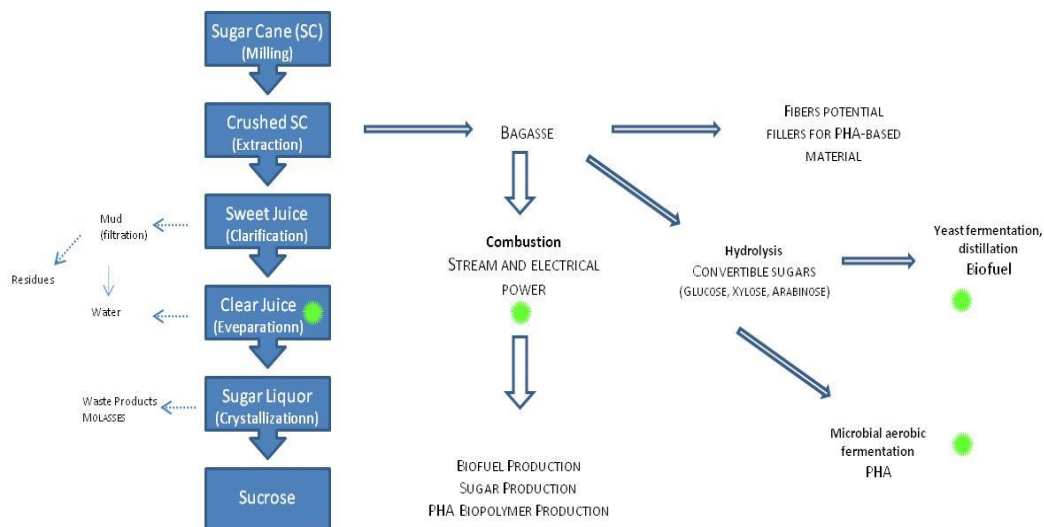 Sugar Cane (SC)
(Milling)
Crushed SC
(Extraction)
Sweet Juice
(Clarification)
Clear Juice
(Eveparationn)
Sugar Liquor
(Crystallizationn)
Sucrose
Mud
(filtration)
Residues
Water
Waste Products
MOLASSES
BAGASSE
FIBERS POTENTIAL
FILLERS FOR PHA-BASED
MATERIAL
Combustion
STREAM AND ELECTRICAL
POWER
BIOFUEL PRODUCTION
SUGAR PRODUCTION
PHA BIOPOLYMER PRODUCTION
Hydrolysis
CONVERTIBLE SUGARS
(GLUCOSE, XYLOSE, ARABINOSE)
Yeast fermentation,
distillation
Biofuel
Microbial aerobic
fermentation
PHA